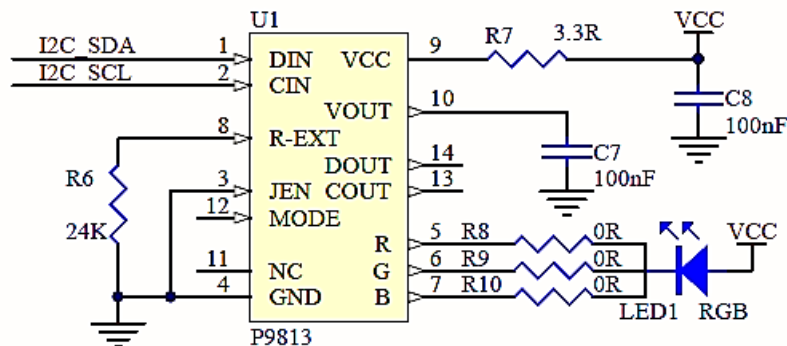 U1
VCC
I2C_SDA 1 DIN VCC 9 R7 3.3R
I2C_SCL 2 CIN
VOUT 10 C8
100nF
8 R-EXT
DOUT 14 C7
R6 3 JEN COUT 13 100nF
12 MODE
24K R 5 R8 0R VCC
11 NC G 6 R9 0R
4 GND B 7 R10 0R
LED1 RGB
P9813